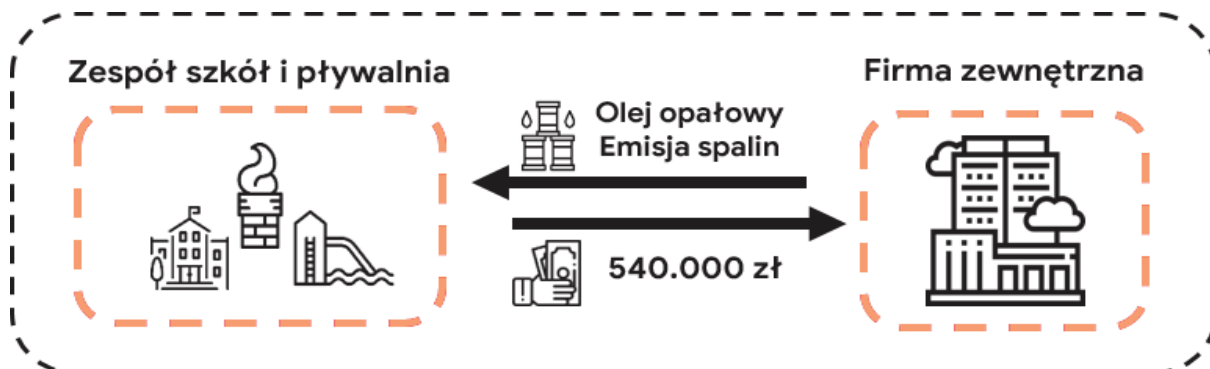 Zespół szkół i pływalnia
Firma zewnętrzna
Olej opałowy
Emisja spalin
540.000 zł